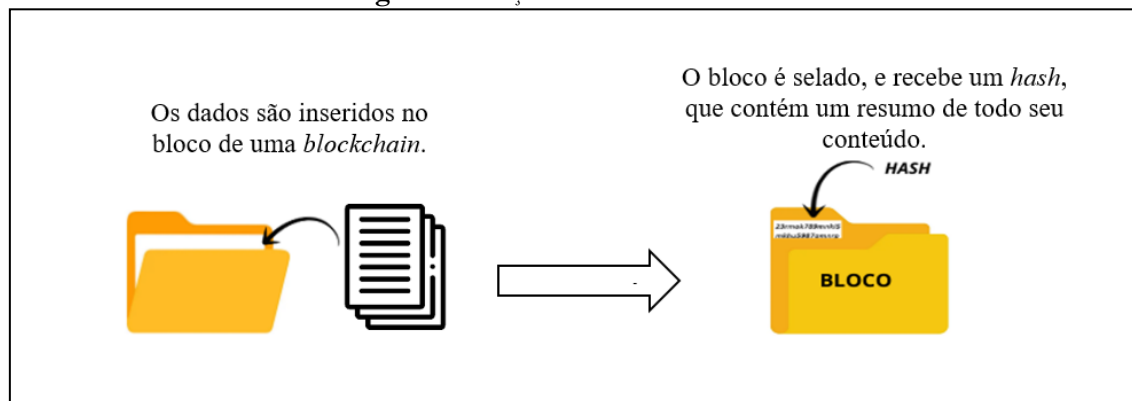 Os dados são inseridos no
bloco de uma blockchain.
O bloco é selado, e recebe um hash,
que contém um resumo de todo seu
conteúdo.
HASH
BLOCO